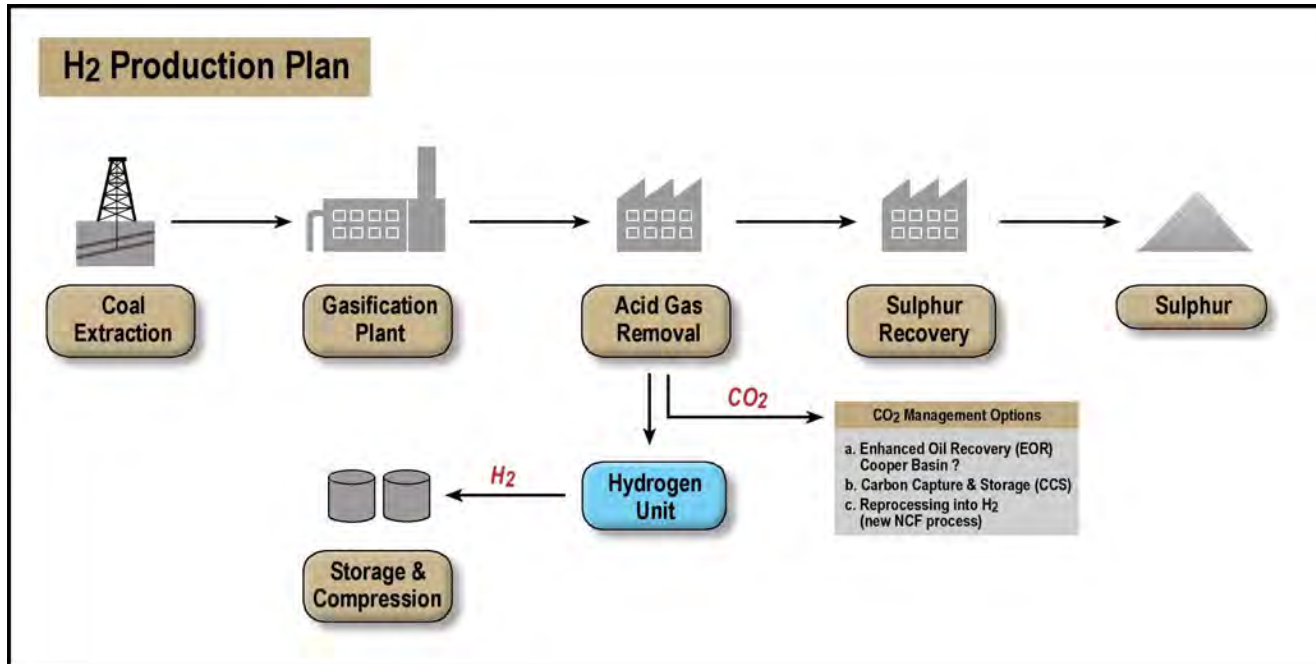 H2 Production Plan
Coal
Extraction
Gasification
Plant
Acid Gas
Removal
Sulphur
Recovery
Sulphur
CO2
CO2 Management Options
a. Enhanced Oil Recovery (EOR)
Cooper Basin ?
b. Carbon Capture & Storage (CCS)
c. Reprocessing into H2
(new NCF process)
H2
Hydrogen
Unit
Storage &
Compression